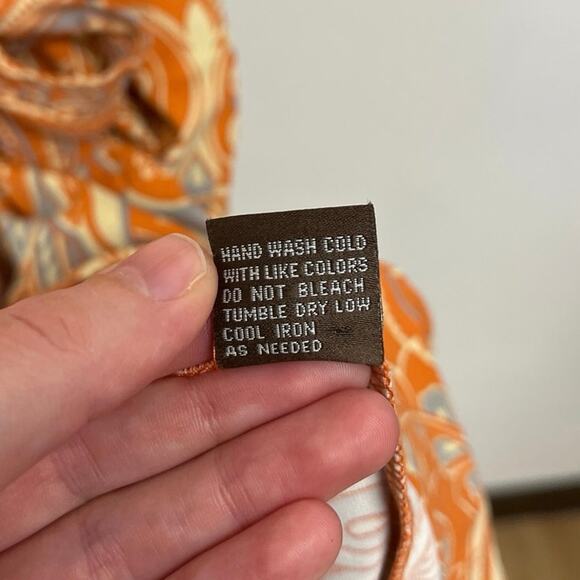 HAND WASH COLD
WITH LIKE COLORS
DO NOT BLEACH
TUMBLE DRY LOW
COOL IRON
AS NEEDED